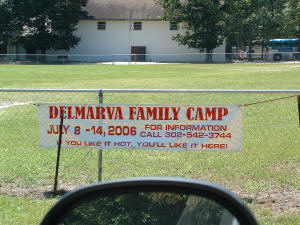 DELMARVA FAMILY CAMP
JULY 8 -14, 2006
FOR INFORMATION
CALL 302-542-3744
IF YOU LIKE IT HOT, YOU'LL LIKE IT HERE!